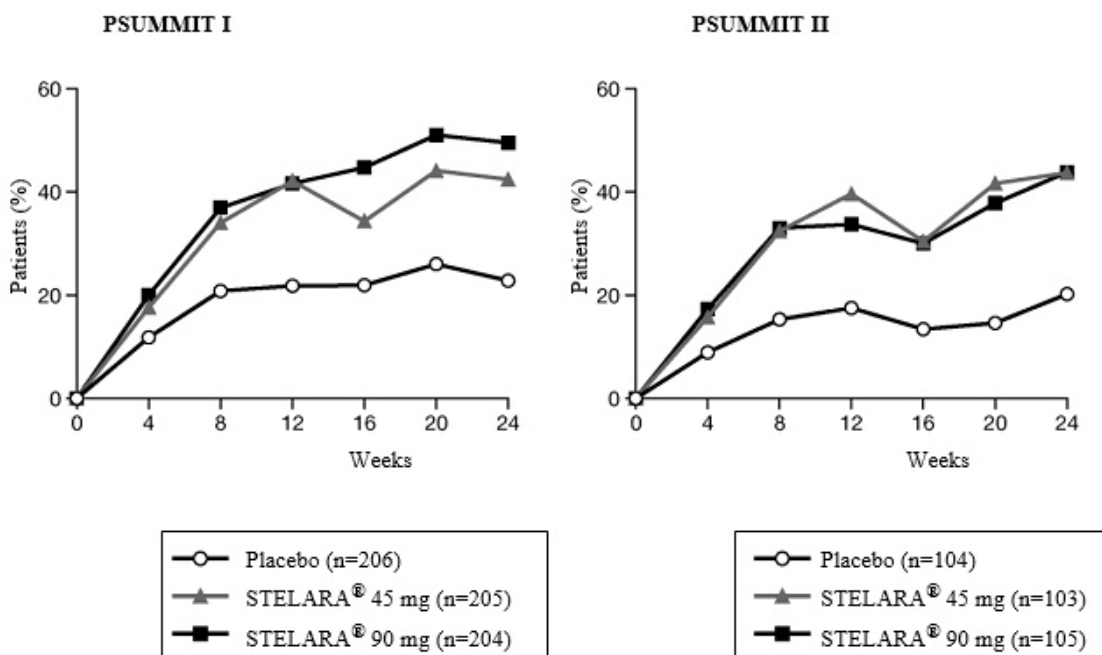 PSUMMIT I
PSUMMIT II
Patients (%)
60
40
20
0
0 4 8 12 16 20 24
Weeks
Patients (%)
60
40
20
0
0 4 8 12 16 20 24
Weeks
Placebo (n=206)
STELARA® 45 mg (n=205)
STELARA® 90 mg (n=204)
Placebo (n=104)
STELARA® 45 mg (n=103)
STELARA® 90 mg (n=105)